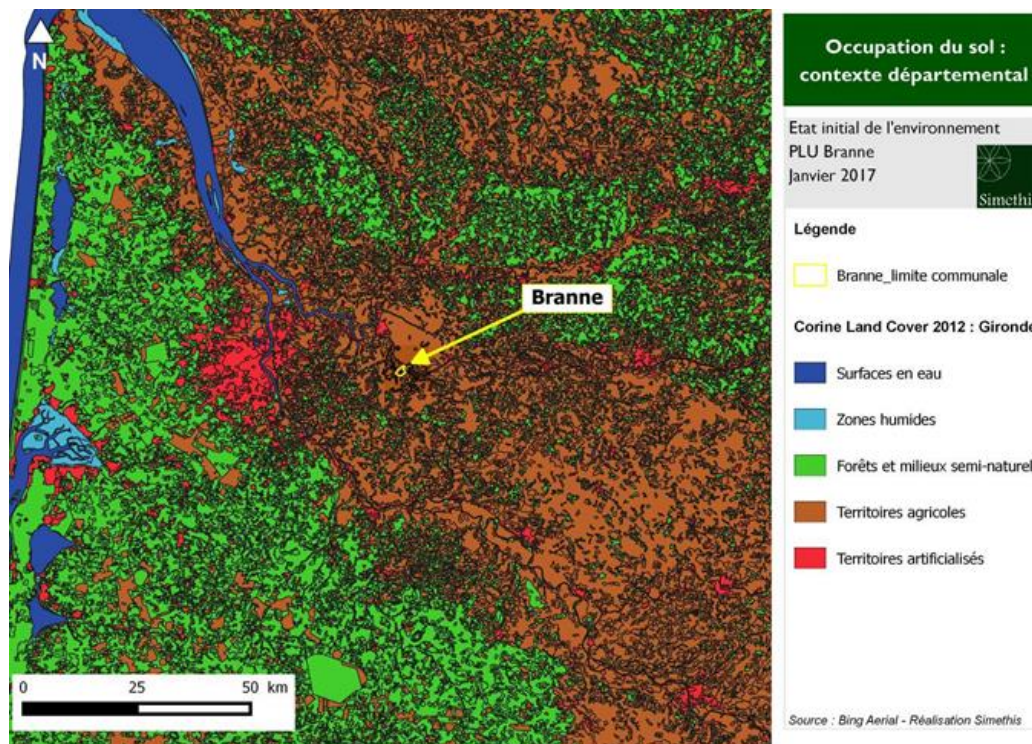 N
Branne
0 25 50 km
Occupation du sol :
contexte départemental
Etat initial de l'environnement
PLU Branne
Janvier 2017
Simethi
Légende
Branne_limite communale
Corine Land Cover 2012 : Gironde
Surfaces en eau
Zones humides
Forêts et milieux semi-naturel
Territoires agricoles
Territoires artificialisés
Source : Bing Aerial - Réalisation Simethis